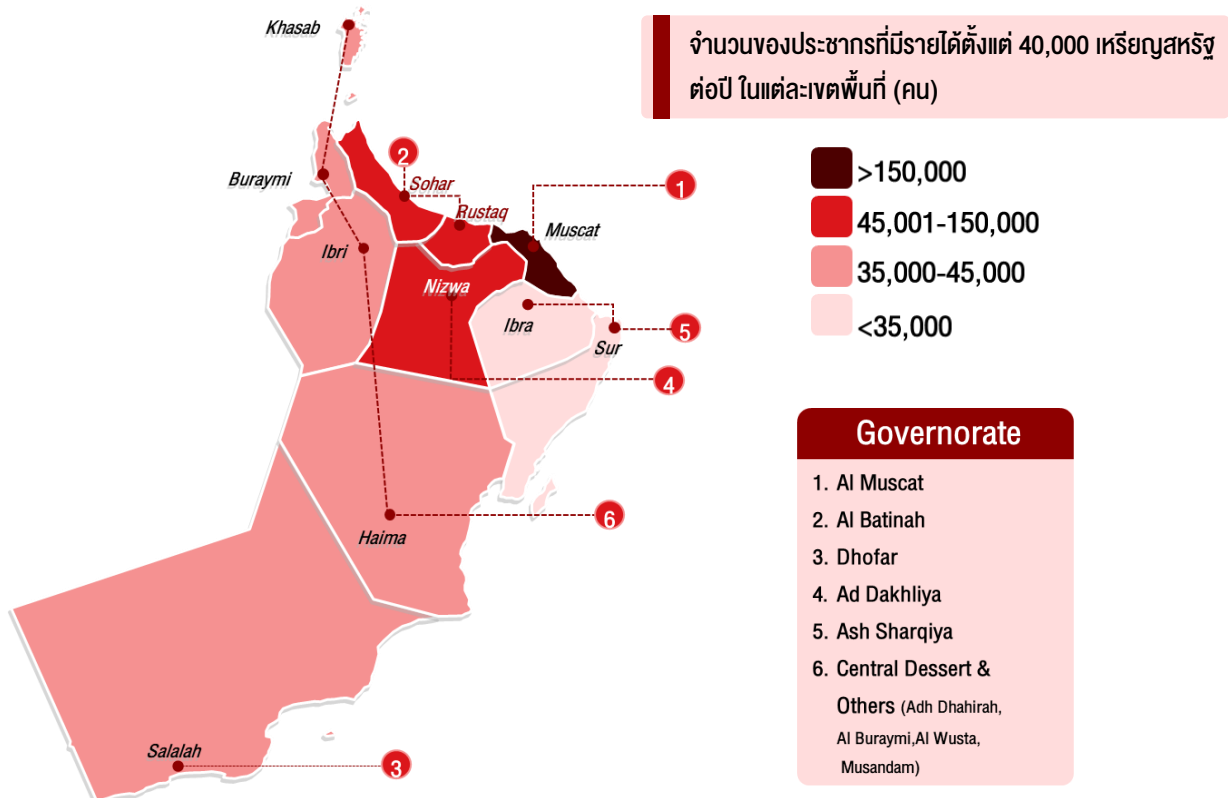 จำนวนของประชากรที่มีรายได้ตั้งแต่ 40,000 เหรียญสหรัฐ
ต่อปี ในแต่ละเขตพื้นที่ (คน)
>150,000
45,001-150,000
35,000-45,000
<35,000
Khasab
Buraymi
2
Sohar
1
Rustaq
Muscat
Ibri
Nizwa
Ibra
5
Sur
4
6
Haima
Salalah
3
Governorate
1. Al Muscat
2. Al Batinah
3. Dhofar
4. Ad Dakhliya
5. Ash Sharqiya
6. Central Dessert &
Others (Adh Dhahirah,
Al Buraymi,Al Wusta,
Musandam)